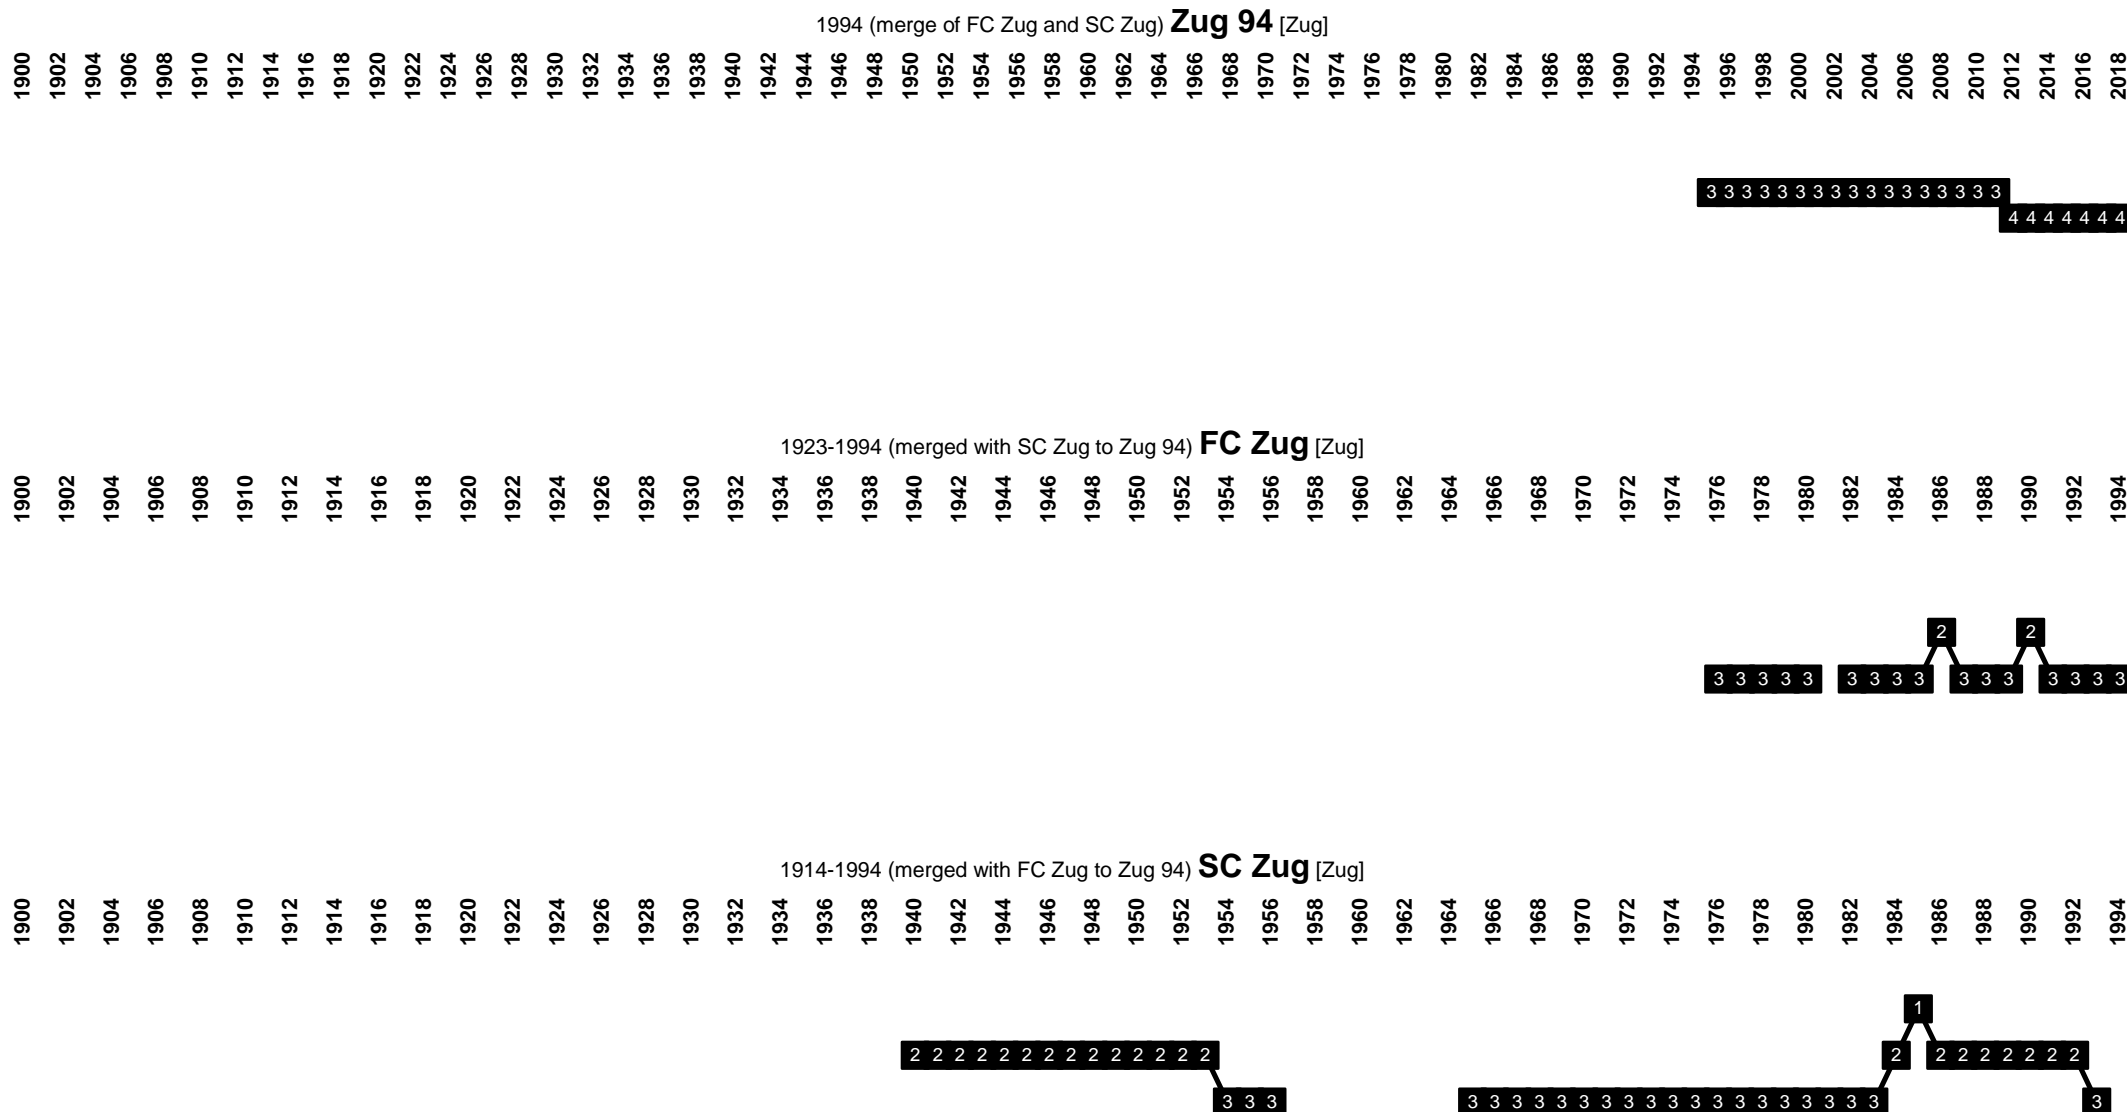 1994 (merge of FC Zug and SC Zug) Zug 94 [Zug]
1900 1902 1904 1906 1908 1910 1912 1914 1916 1918 1920 1922 1924 1926 1928 1930 1932 1934 1936 1938 1940 1942 1944 1946 1948 1950 1952 1954 1956 1958 1960 1962 1964 1966 1968 1970 1972 1974 1976 1978 1980 1982 1984 1986 1988 1990 1992 1994 1996 1998 2000 2002 2004 2006 2008 2010 2012 2014 2016 2018
3 3 3 3 3 3 3 3 3 3 3 3 3 3 3 3 3
4 4 4 4 4 4 4
1923-1994 (merged with SC Zug to Zug 94) FC Zug [Zug]
1900 1902 1904 1906 1908 1910 1912 1914 1916 1918 1920 1922 1924 1926 1928 1930 1932 1934 1936 1938 1940 1942 1944 1946 1948 1950 1952 1954 1956 1958 1960 1962 1964 1966 1968 1970 1972 1974 1976 1978 1980 1982 1984 1986 1988 1990 1992 1994
2 2
3 3 3 3 3 3 3 3 3 3 3 3 3 3 3 3
1914-1994 (merged with FC Zug to Zug 94) SC Zug [Zug]
1900 1902 1904 1906 1908 1910 1912 1914 1916 1918 1920 1922 1924 1926 1928 1930 1932 1934 1936 1938 1940 1942 1944 1946 1948 1950 1952 1954 1956 1958 1960 1962 1964 1966 1968 1970 1972 1974 1976 1978 1980 1982 1984 1986 1988 1990 1992 1994
1
2 2 2 2 2 2 2 2 2 2 2 2 2 2 2 2 2 2 2 2 2 2
3 3 3 3 3 3 3 3 3 3 3 3 3 3 3 3 3 3 3 3 3 3 3